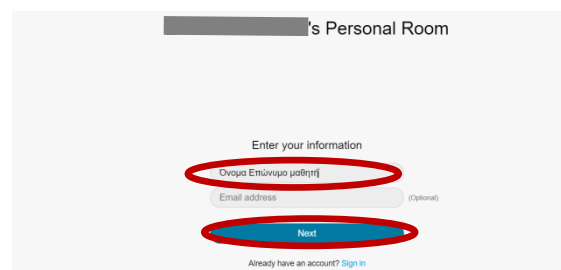 's Personal Room
Enter your information
Όνομα Επώνυμο μαθητή
Email address
(Optional)
Next
Already have an account? Sign in